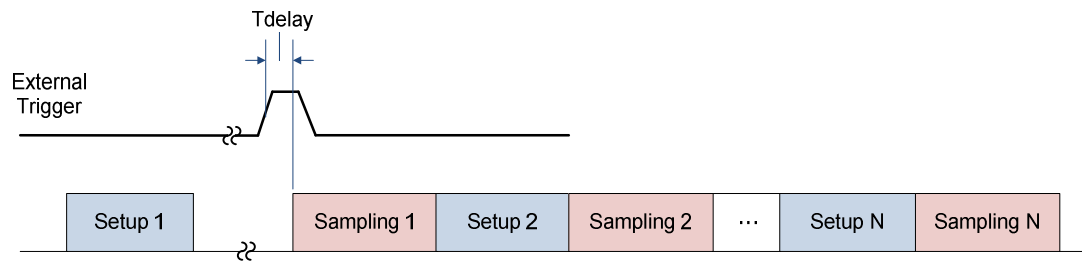 Tdelay
External
Trigger
Setup 1
Sampling 1
Setup 2
Sampling 2
...
Setup N
Sampling N